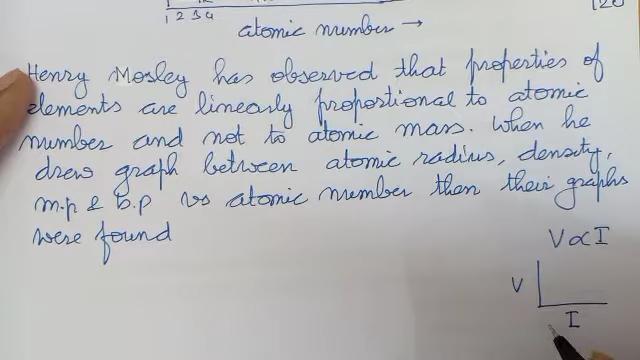 1 2 3 4
atomic number →
Henry Mosley has observed that properties of
elements are linearly proportional to atomic
number and not to atomic mass. When he
drew graph between atomic radius, density,
m.p & b.p vs atomic number then their graphs
were found
V∝I
V
I